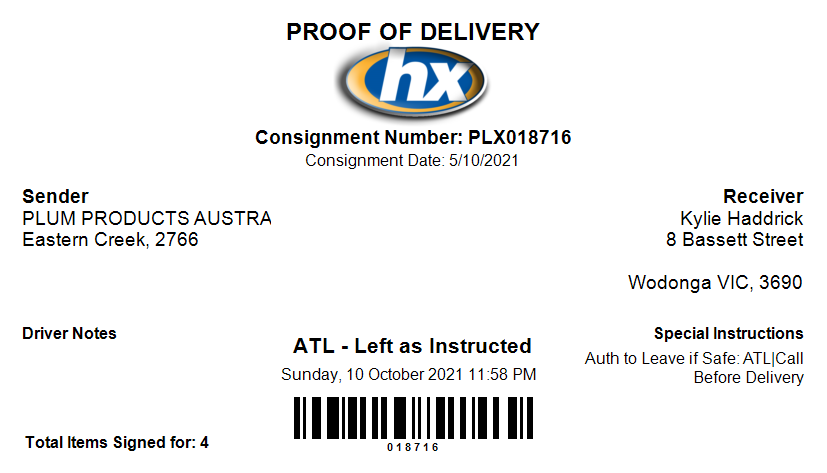 PROOF OF DELIVERY
hx
Consignment Number: PLX018716
Consignment Date: 5/10/2021
Sender
PLUM PRODUCTS AUSTRA
Eastern Creek, 2766
Receiver
Kylie Haddrick
8 Bassett Street
Wodonga VIC, 3690
Driver Notes
ATL - Left as Instructed
Sunday, 10 October 2021 11:58 PM
Special Instructions
Auth to Leave if Safe: ATL|Call
Before Delivery
018716
Total Items Signed for: 4